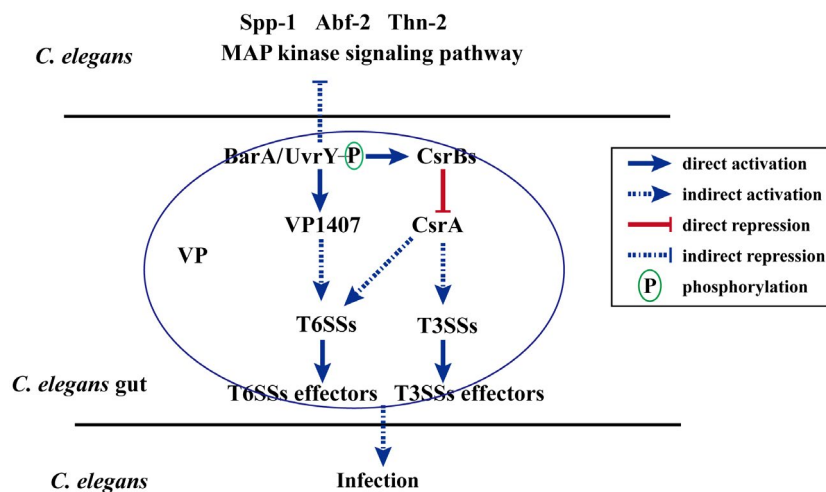 Spp-1 Abf-2 Thn-2
C. elegans MAP kinase signaling pathway
BarA/UvrY P CsrBs
VP1407 CsrA
VP
T6SSs T3SSs
C. elegans gut
T6SSs effectors T3SSs effectors
C. elegans Infection
direct activation
indirect activation
direct repression
indirect repression
P phosphorylation